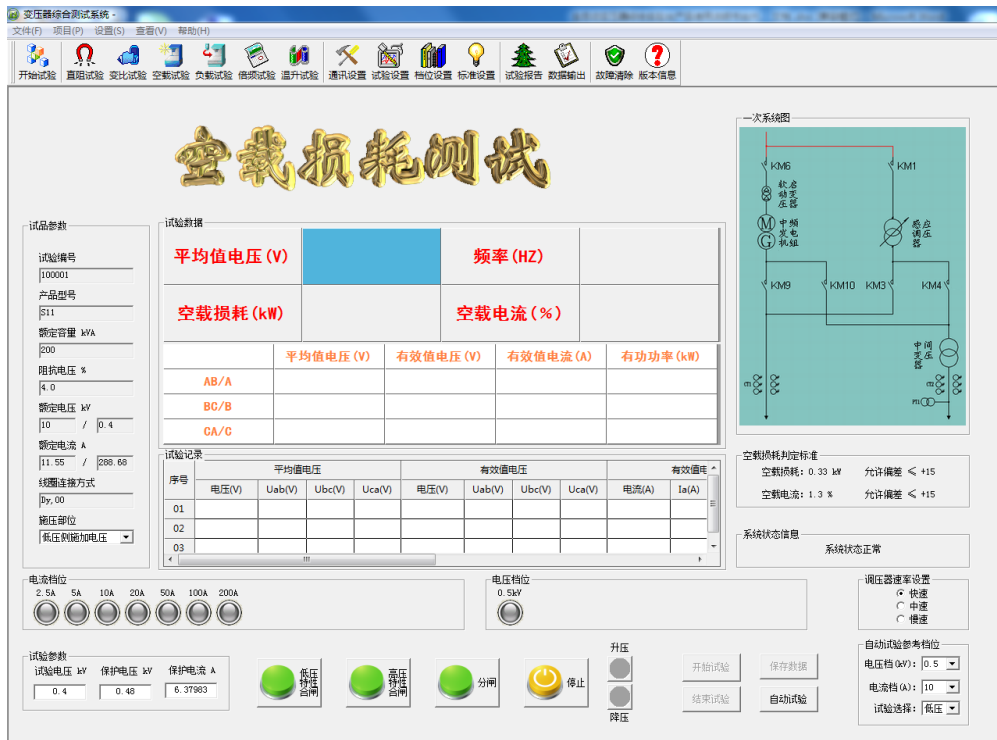 变压器综合测试系统 -
文件(F) 项目(P) 设置(S) 查看(V) 帮助(H)
开始试验 直阻试验 变比试验 空载试验 负载试验 倍频试验 温升试验 通讯设置 试验设置 档位设置 标准设置 试验报告 数据输出 故障清除 版本信息
空载损耗测试
试品参数
试验编号
100001
产品型号
S11
额定容量 kVA
200
阻抗电压 %
4.0
额定电压 kV
10 / 0.4
额定电流 A
11.55 / 288.68
线圈连接方式
Dy,00
施压部位
低压侧施加电压
试验数据
平均值电压(V) 频率(HZ)
空载损耗(kW) 空载电流(%)
平均值电压(V) 有效值电压(V) 有效值电流(A) 有功功率(kW)
AB/A
BC/B
CA/C
试验记录
序号 平均值电压 有效值电压 有效值电
电压(V) Uab(V) Ubc(V) Uca(V) 电压(V) Uab(V) Ubc(V) Uca(V) 电流(A) Ia(A)
01
02
03
一次系统图
KM6 KM1
软启动变压器
M G 中频发电机组
感应调压器
KM9 KM10 KM3 KM4
中间变压器
m m
m
空载损耗判定标准
空载损耗: 0.33 kW 允许偏差 ≤ +15
空载电流: 1.3 % 允许偏差 ≤ +15
系统状态信息
系统状态正常
电流档位
2.5A 5A 10A 20A 50A 100A 200A
电压档位
0.5kV
调压器速率设置
快速
中速
慢速
试验参数
试验电压 kV 保护电压 kV 保护电流 A
0.4 0.48 6.37983
低压特性合闸
高压特性合闸
分闸
停止
升压
降压
开始试验 保存数据
结束试验 自动试验
自动试验参考档位
电压档(kV): 0.5
电流档(A): 10
试验选择: 低压